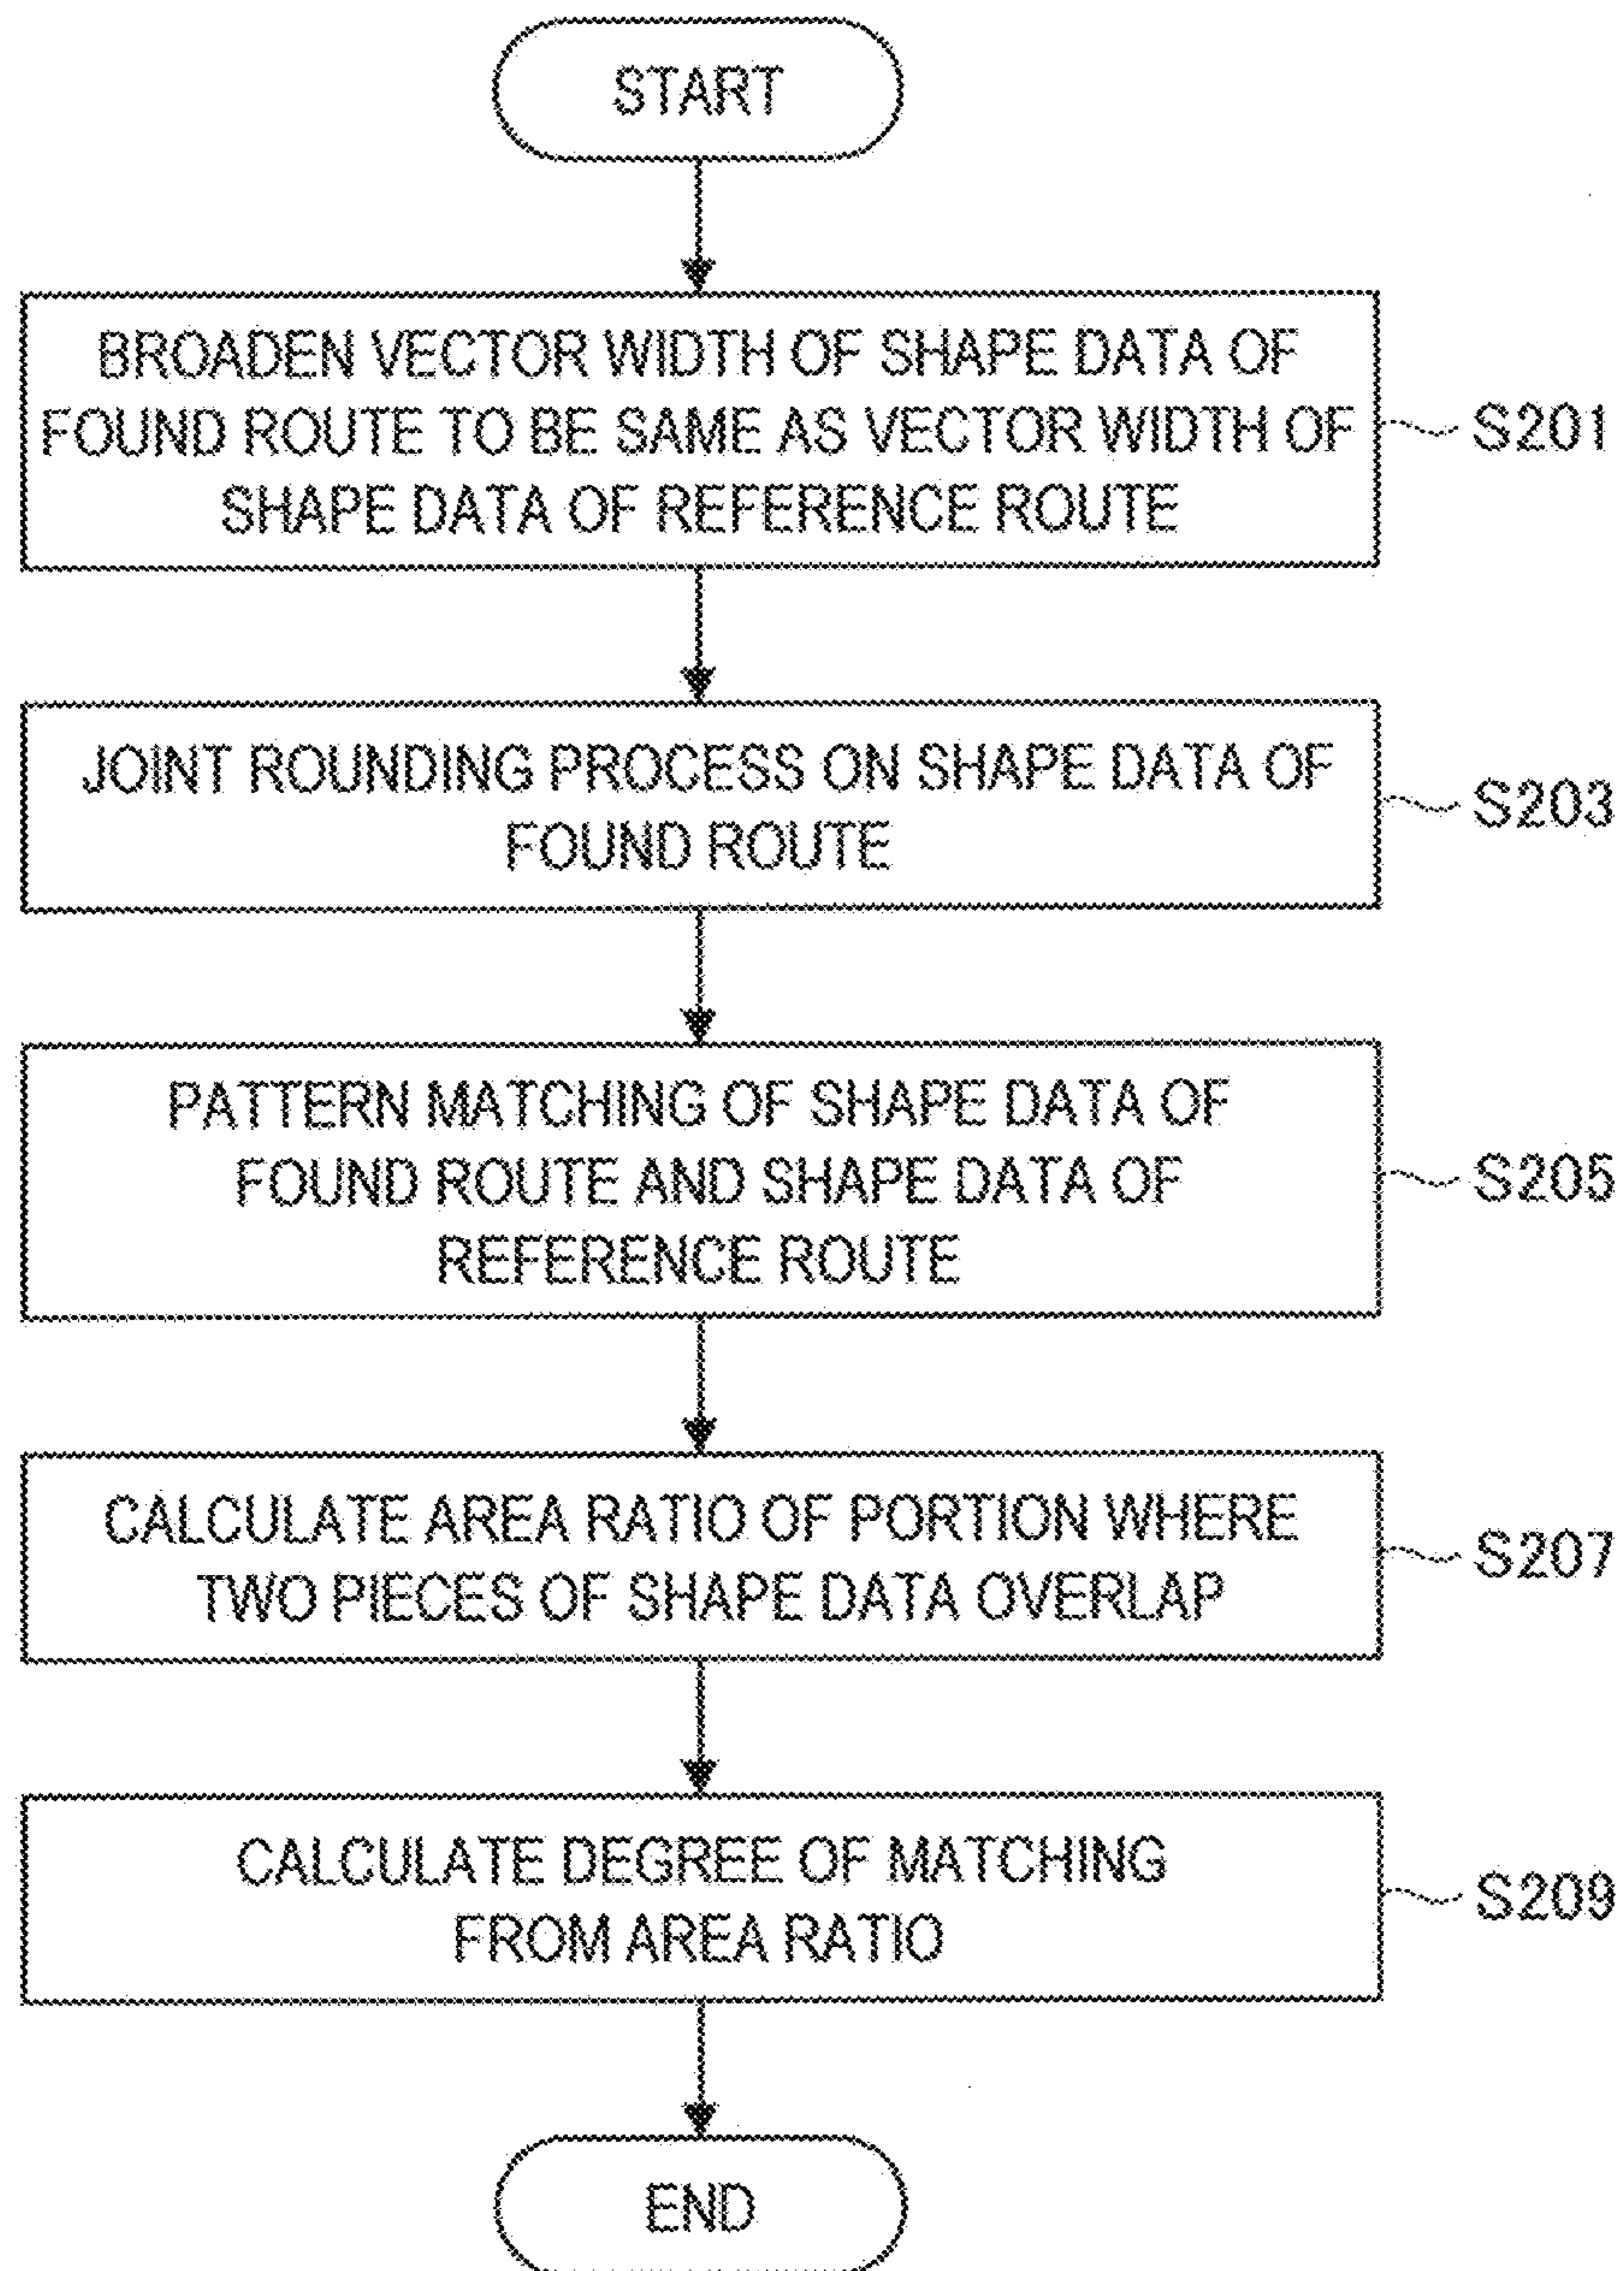 START
BROADEN VECTOR WIDTH OF SHAPE DATA OF
FOUND ROUTE TO BE SAME AS VECTOR WIDTH OF
SHAPE DATA OF REFERENCE ROUTE
S201
JOINT ROUNDING PROCESS ON SHAPE DATA OF
FOUND ROUTE
S203
PATTERN MATCHING OF SHAPE DATA OF
FOUND ROUTE AND SHAPE DATA OF
REFERENCE ROUTE
S205
CALCULATE AREA RATIO OF PORTION WHERE
TWO PIECES OF SHAPE DATA OVERLAP
S207
CALCULATE DEGREE OF MATCHING
FROM AREA RATIO
S209
END